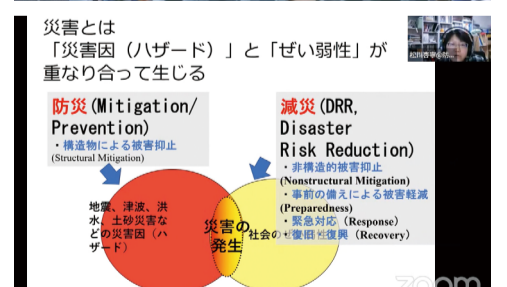 災害とは
「災害因（ハザード）」と「ぜい弱性」が
重なり合って生じる
防災(Mitigation/
Prevention)
・構造物による被害抑止
(Structural Mitigation)
減災(DRR,
Disaster
Risk Reduction)
・非構造的被害抑止
(Nonstructural Mitigation)
・事前の備えによる被害軽減
(Preparedness)
・緊急対応（Response）
・復旧・復興（Recovery）
地震、津波、洪
水、土砂災害な
どの災害因（ハ
ザード）
災害の
発生
社会の
zoom